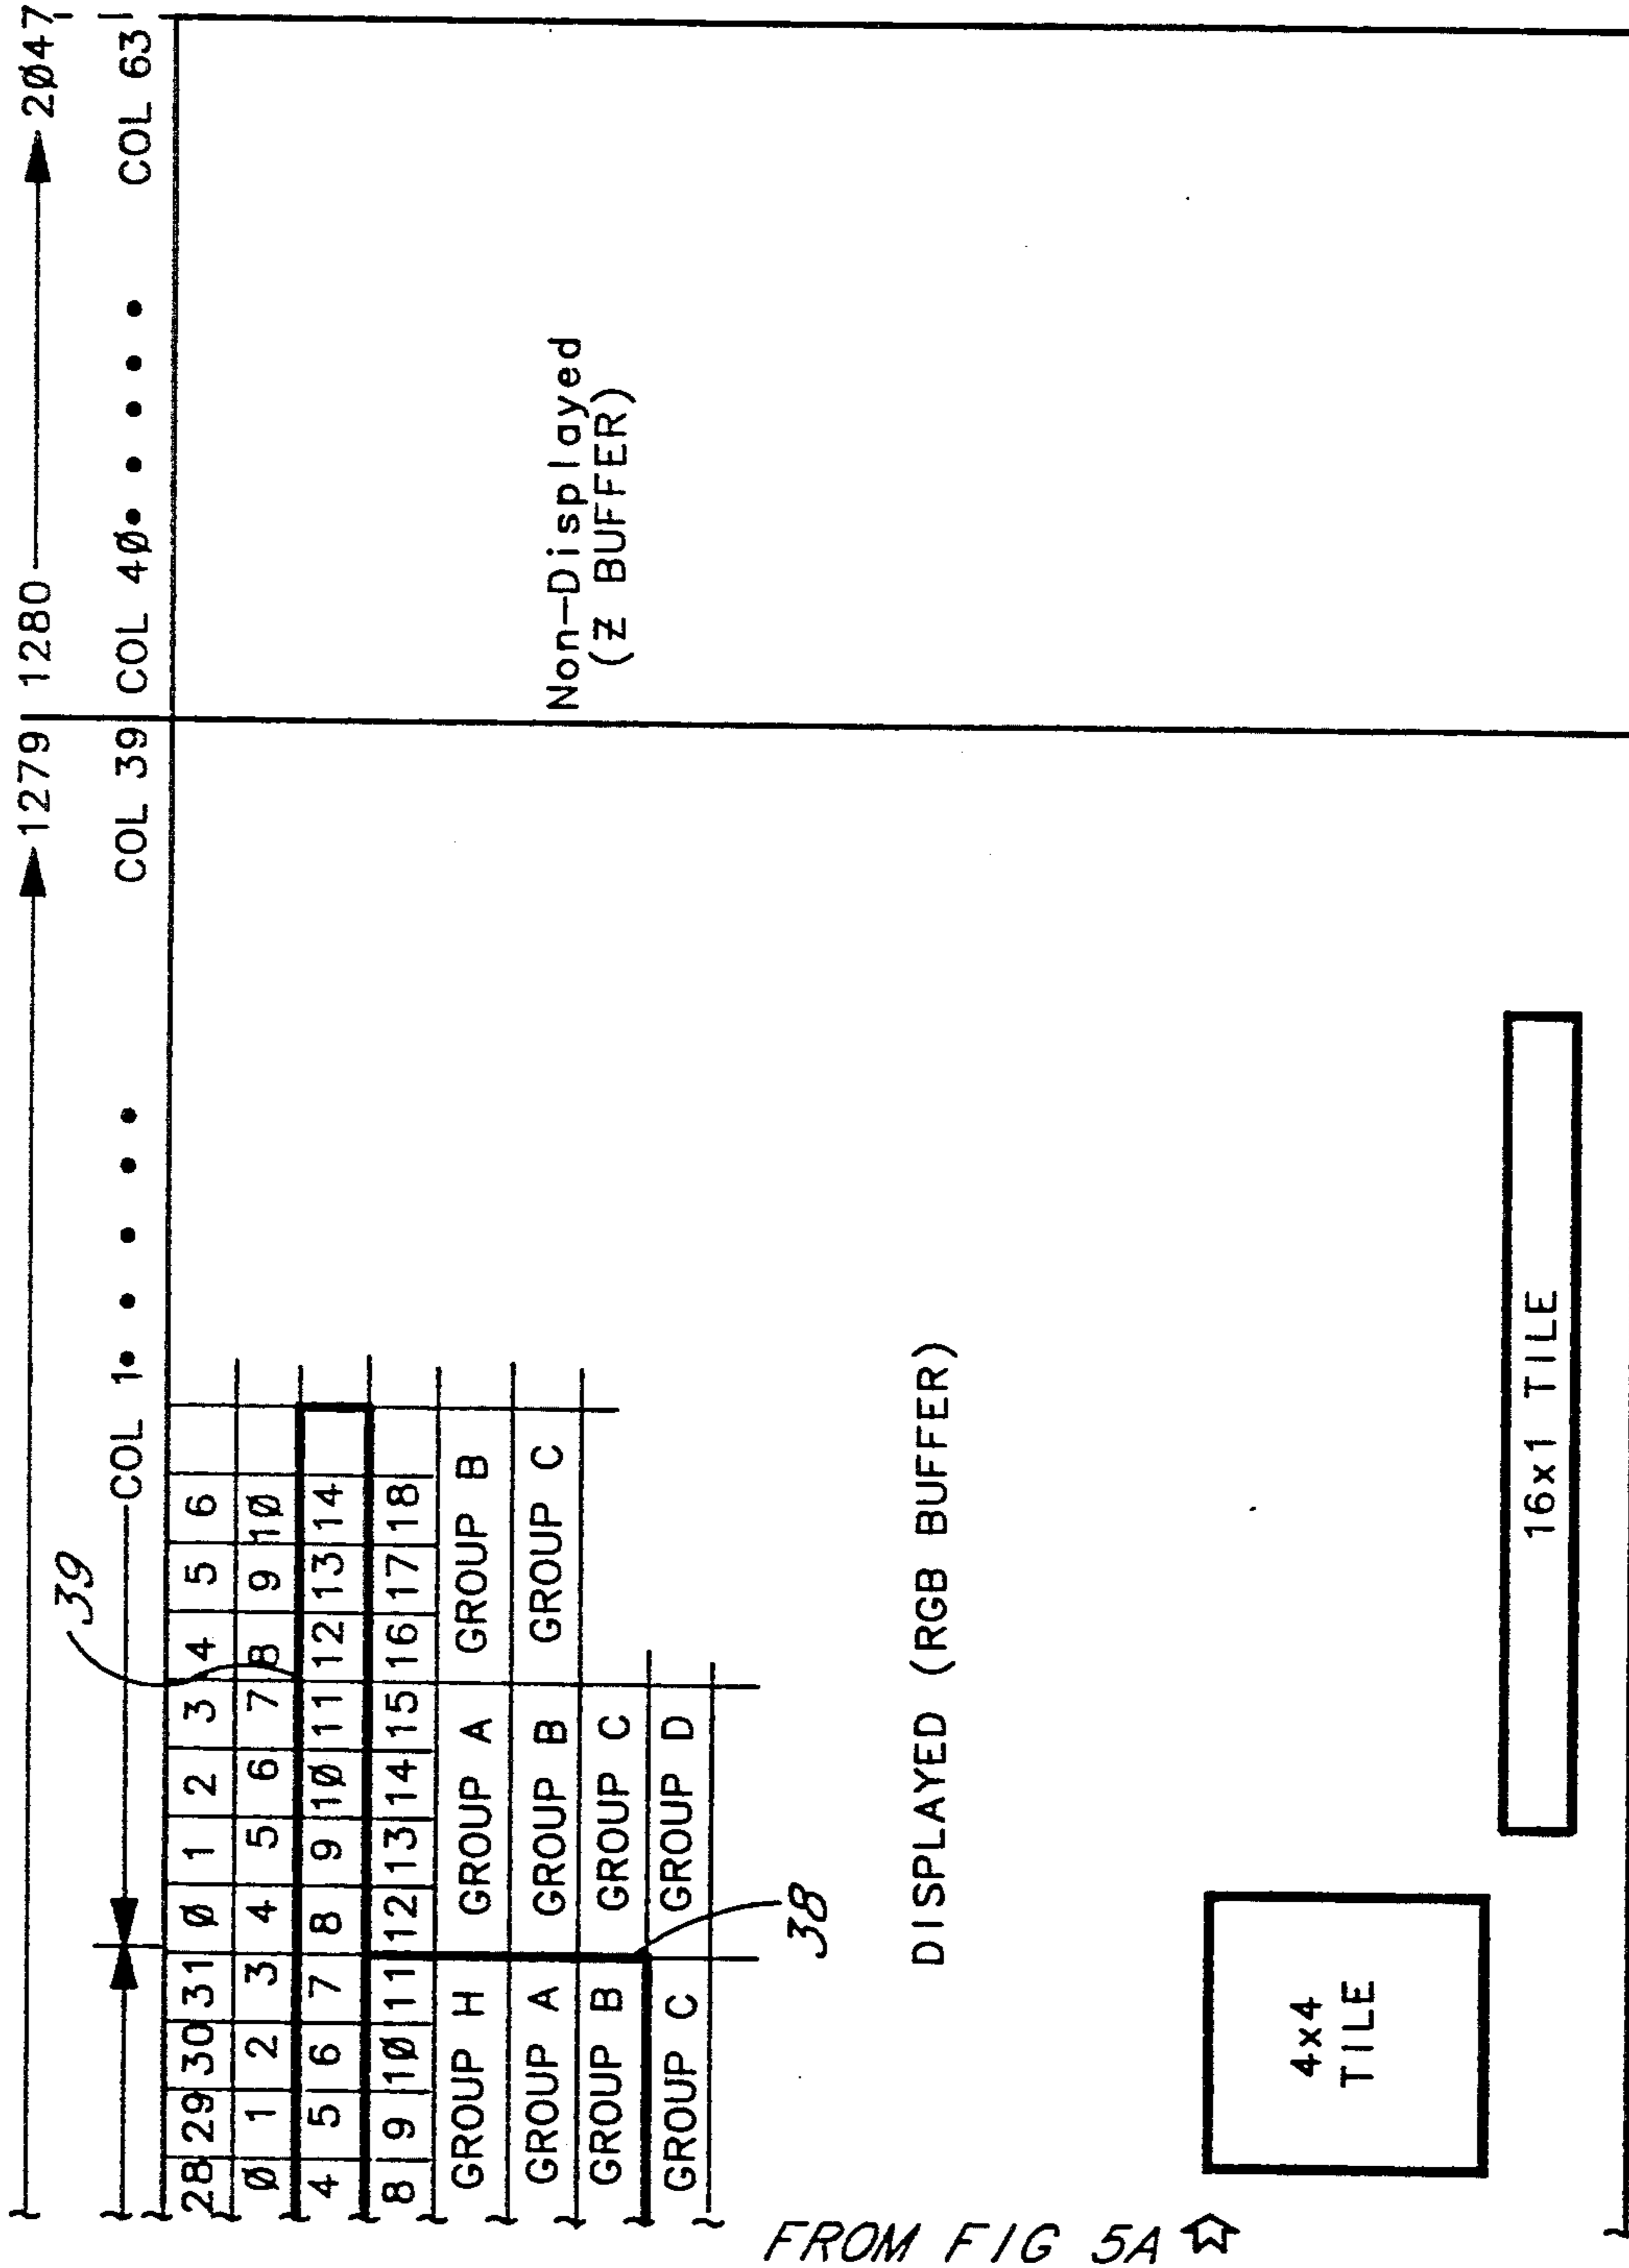 1279 1280 2Ø47
39
COL 1 COL 39 COL 4Ø COL 63
28 29 30 31 Ø 1 2 3 4 5 6
Ø 1 2 3 4 5 6 7 8 9 1Ø
4 5 6 7 8 9 1Ø 11 12 13 14
8 9 1Ø 11 12 13 14 15 16 17 18
GROUP H GROUP A GROUP B
GROUP A GROUP B GROUP C
GROUP B GROUP C
GROUP C GROUP D
38
Non-Displayed
(Z BUFFER)
DISPLAYED (RGB BUFFER)
4x4
TILE
16x1 TILE
FROM FIG 5A